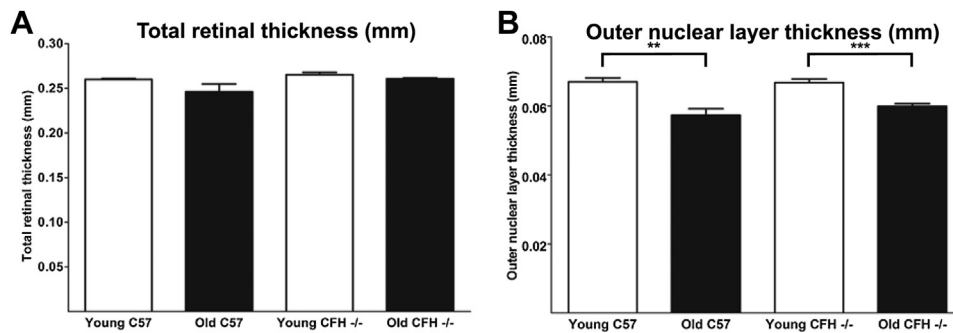 A
Total retinal thickness (mm)
Total retinal thickness (mm)
0.30
0.25
0.20
0.15
0.10
0.05
Young C57
Old C57
Young CFH -/-
Old CFH -/-
B
Outer nuclear layer thickness (mm)
Outer nuclear layer thickness (mm)
0.08
0.06
0.04
0.02
**
***
Young C57
Old C57
Young CFH -/-
Old CFH -/-